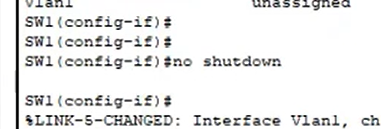 Vlan1 unassigned
SW1(config-if)#
SW1(config-if)#
SW1(config-if)#no shutdown
SW1(config-if)#
%LINK-5-CHANGED: Interface Vlan1, ch